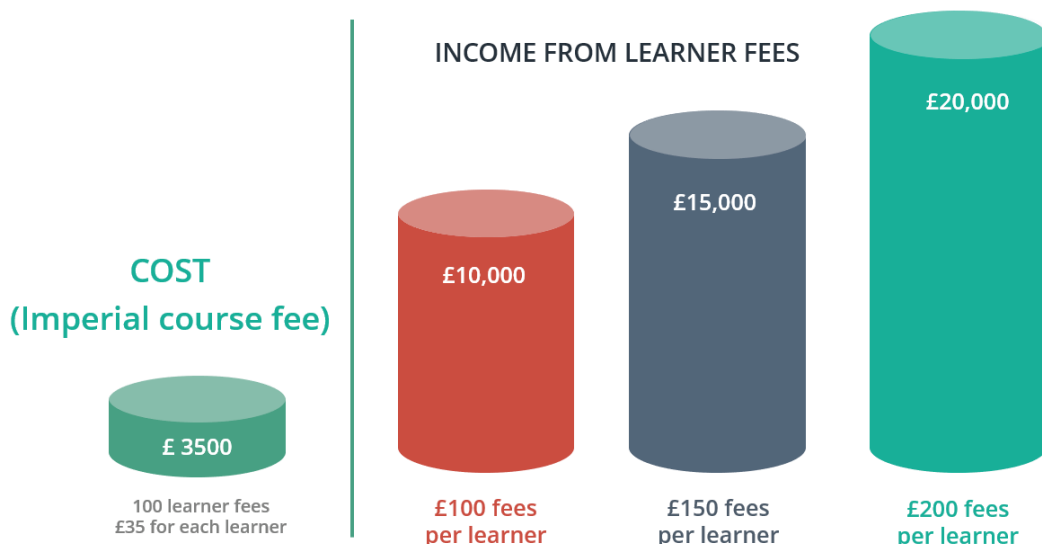 INCOME FROM LEARNER FEES
£20,000
£15,000
£10,000
COST
(Imperial course fee)
£ 3500
100 learner fees
£35 for each learner
£100 fees
per learner
£150 fees
per learner
£200 fees
per learner